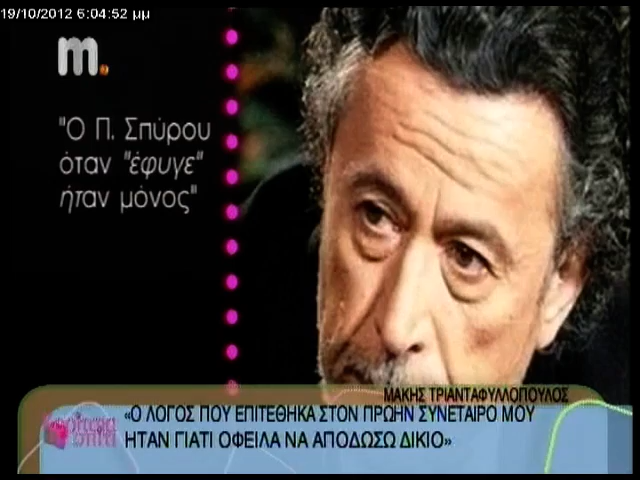 19/10/2012 6:04:52 μμ
m.
"Ο Π. Σπύρου
όταν "έφυγε"
ήταν μόνος"
ΜΑΚΗΣ ΤΡΙΑΝΤΑΦΥΛΛΟΠΟΥΛΟΣ
«Ο ΛΟΓΟΣ ΠΟΥ ΕΠΙΤΕΘΗΚΑ ΣΤΟΝ ΠΡΩΗΝ ΣΥΝΕΤΑΙΡΟ ΜΟΥ
ΗΤΑΝ ΓΙΑΤΙ ΟΦΕΙΛΑ ΝΑ ΑΠΟΔΩΣΩ ΔΙΚΙΟ»
σπίτι